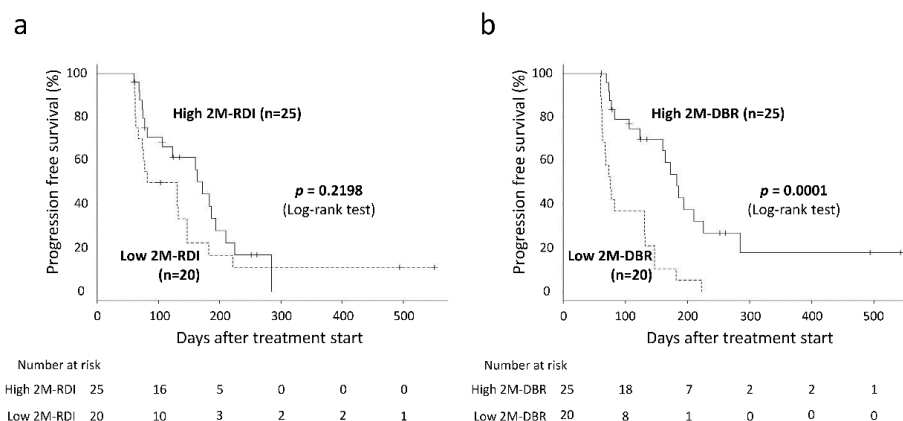 a
Progression free survival (%)
100
80
60
40
20
0
High 2M-RDI (n=25)
p = 0.2198
(Log-rank test)
Low 2M-RDI
(n=20)
0 100 200 300 400 500
Days after treatment start
Number at risk
High 2M-RDI 25 16 5 0 0 0
Low 2M-RDI 20 10 3 2 2 1
b
Progression free survival (%)
100
80
60
40
20
0
High 2M-DBR (n=25)
p = 0.0001
(Log-rank test)
Low 2M-DBR
(n=20)
0 100 200 300 400 500
Days after treatment start
Number at risk
High 2M-DBR 25 18 7 2 2 1
Low 2M-DBR 20 8 1 0 0 0